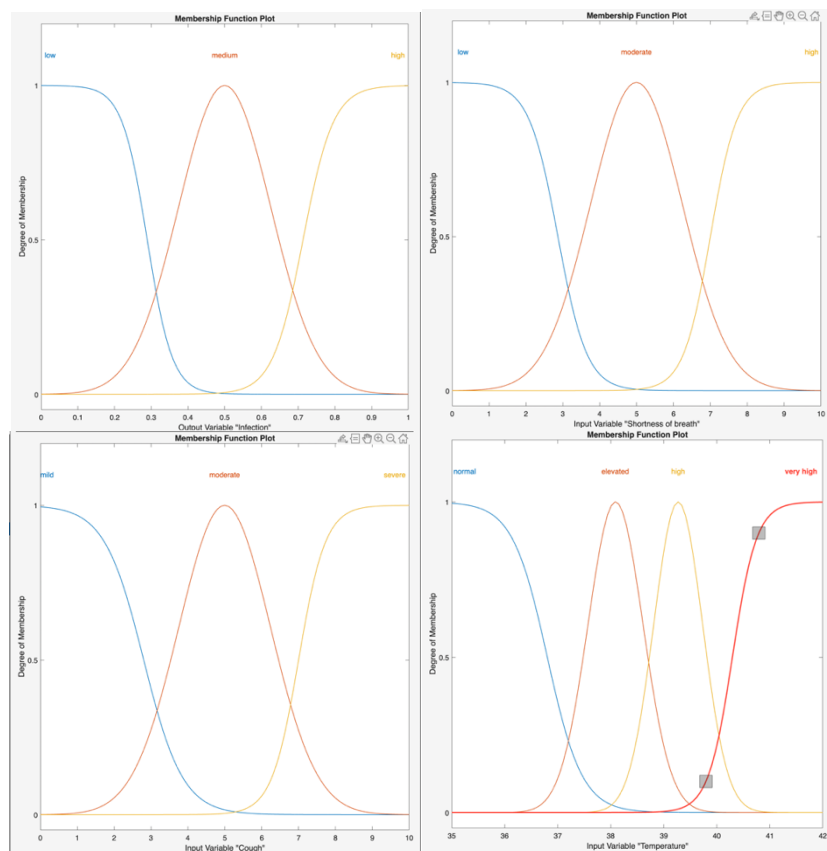 Membership Function Plot
low medium high
1
0.5
0
Degree of Membership
0 0.1 0.2 0.3 0.4 0.5 0.6 0.7 0.8 0.9 1
Output Variable "Infection"
Membership Function Plot
low moderate high
1
0.5
0
Degree of Membership
0 1 2 3 4 5 6 7 8 9 10
Input Variable "Shortness of breath"
Membership Function Plot
mild moderate severe
1
0.5
0
Degree of Membership
0 1 2 3 4 5 6 7 8 9 10
Input Variable "Cough"
Membership Function Plot
normal elevated high very high
1
0.5
0
Degree of Membership
35 36 37 38 39 40 41 42
Input Variable "Temperature"